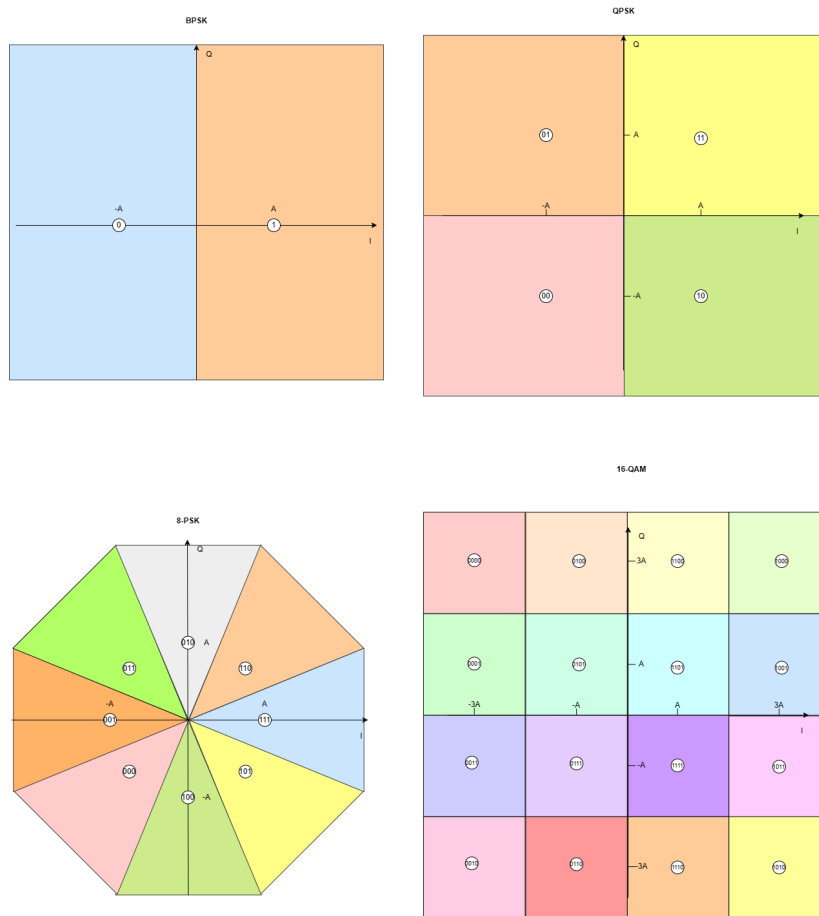 BPSK
Q
-A A
0 1
I
QPSK
Q
01 A 11
-A A
I
00 -A 10
8-PSK
Q
010 A
011 110
-A A
001 111
I
000 101
100 -A
16-QAM
Q
0000 0100 3A 1100 1000
0001 0101 A 1101 1001
-3A -A A 3A
I
0011 0111 -A 1111 1011
0010 0110 3A 1110 1010